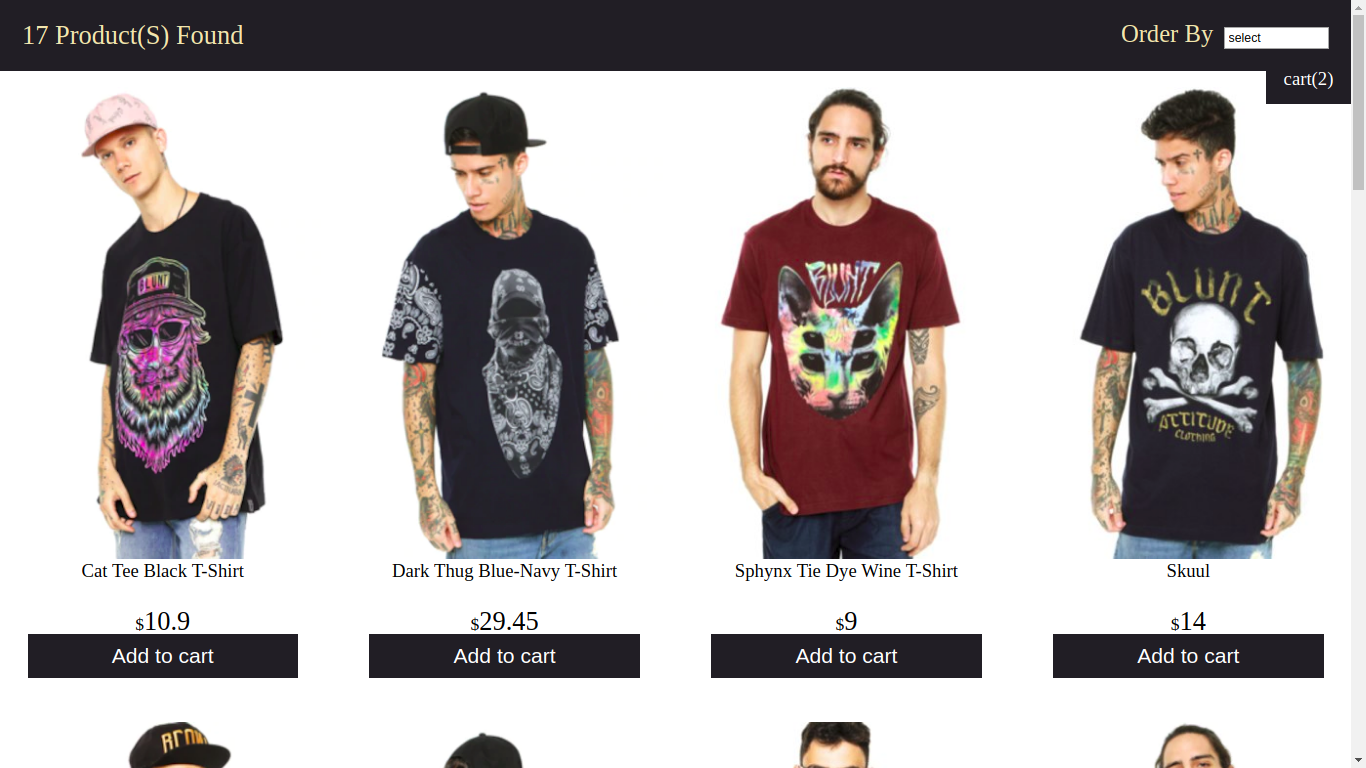 17 Product(S) Found
Order By
select
cart(2)
BLUNT
BLUNT
BLUNT
ATTITUDE
CLOTHING
Cat Tee Black T-Shirt
Dark Thug Blue-Navy T-Shirt
Sphynx Tie Dye Wine T-Shirt
Skuul
$10.9
$29.45
$9
$14
Add to cart
Add to cart
Add to cart
Add to cart